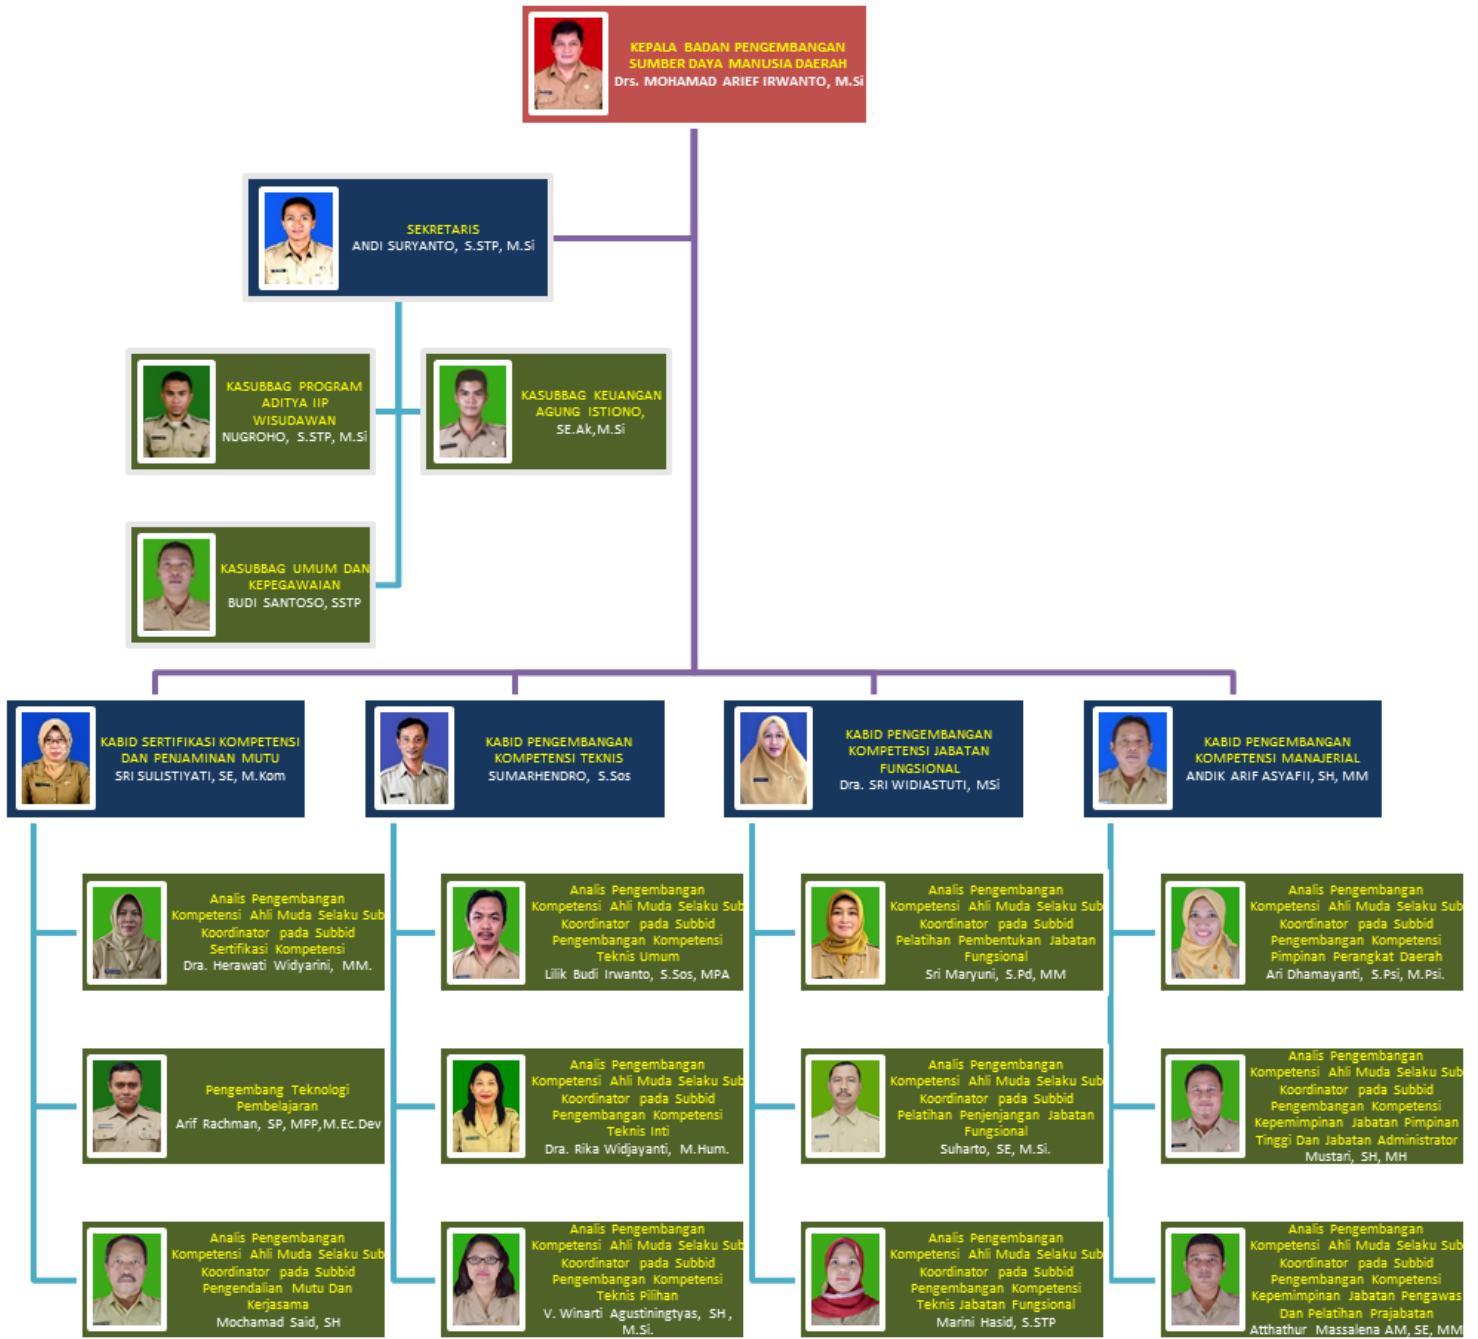 KEPALA BADAN PENGEMBANGAN
SUMBER DAYA MANUSIA DAERAH
Drs. MOHAMAD ARIEF IRWANTO, M.Si
SEKRETARIS
ANDI SURYANTO, S.STP, M.Si
KASUBBAG PROGRAM
ADITYA IIP
WISUDAWAN
NUGROHO, S.STP, M.Si
KASUBBAG KEUANGAN
AGUNG ISTIONO,
SE.Ak,M.Si
KASUBBAG UMUM DAN
KEPEGAWAIAN
BUDI SANTOSO, SSTP
KABID SERTIFIKASI KOMPETENSI
DAN PENJAMINAN MUTU
SRI SULISTIYATI, SE, M.Kom
KABID PENGEMBANGAN
KOMPETENSI TEKNIS
SUMARHENDRO, S.Sos
KABID PENGEMBANGAN
KOMPETENSI JABATAN
FUNGSIONAL
Dra. SRI WIDIASTUTI, MSi
KABID PENGEMBANGAN
KOMPETENSI MANAJERIAL
ANDIK ARIF ASYAFII, SH, MM
Analis Pengembangan
Kompetensi Ahli Muda Selaku Sub
Koordinator pada Subbid
Sertifikasi Kompetensi
Dra. Herawati Widyarini, MM.
Analis Pengembangan
Kompetensi Ahli Muda Selaku Sub
Koordinator pada Subbid
Pengembangan Kompetensi
Teknis Umum
Lilik Budi Irwanto, S.Sos, MPA
Analis Pengembangan
Kompetensi Ahli Muda Selaku Sub
Koordinator pada Subbid
Pelatihan Pembentukan Jabatan
Fungsional
Sri Maryuni, S.Pd, MM
Analis Pengembangan
Kompetensi Ahli Muda Selaku Sub
Koordinator pada Subbid
Pengembangan Kompetensi
Pimpinan Perangkat Daerah
Ari Dhamayanti, S.Psi, M.Psi.
Pengembang Teknologi
Pembelajaran
Arif Rachman, SP, MPP,M.Ec.Dev
Analis Pengembangan
Kompetensi Ahli Muda Selaku Sub
Koordinator pada Subbid
Pengembangan Kompetensi
Teknis Inti
Dra. Rika Widjayanti, M.Hum.
Analis Pengembangan
Kompetensi Ahli Muda Selaku Sub
Koordinator pada Subbid
Pelatihan Penjenjangan Jabatan
Fungsional
Suharto, SE, M.Si.
Analis Pengembangan
Kompetensi Ahli Muda Selaku Sub
Koordinator pada Subbid
Pengembangan Kompetensi
Kepemimpinan Jabatan Pimpinan
Tinggi Dan Jabatan Administrator
Mustari, SH, MH
Analis Pengembangan
Kompetensi Ahli Muda Selaku Sub
Koordinator pada Subbid
Pengendalian Mutu Dan
Kerjasama
Mochamad Said, SH
Analis Pengembangan
Kompetensi Ahli Muda Selaku Sub
Koordinator pada Subbid
Pengembangan Kompetensi
Teknis Pilihan
V. Winarti Agustiningtyas, SH ,
M.Si.
Analis Pengembangan
Kompetensi Ahli Muda Selaku Sub
Koordinator pada Subbid
Pengembangan Kompetensi
Teknis Jabatan Fungsional
Marini Hasid, S.STP
Analis Pengembangan
Kompetensi Ahli Muda Selaku Sub
Koordinator pada Subbid
Pengembangan Kompetensi
Kepemimpinan Jabatan Pengawas
Dan Pelatihan Prajabatan
Atthathur Massalena AM, SE, MM